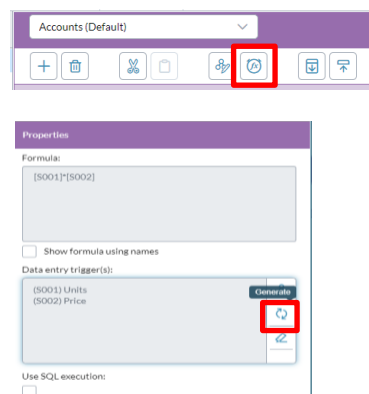 Accounts (Default)
fx
Properties
Formula:
[S001]*[S002]
Show formula using names
Data entry trigger(s):
(S001) Units
Generate
(S002) Price
Use SQL execution: